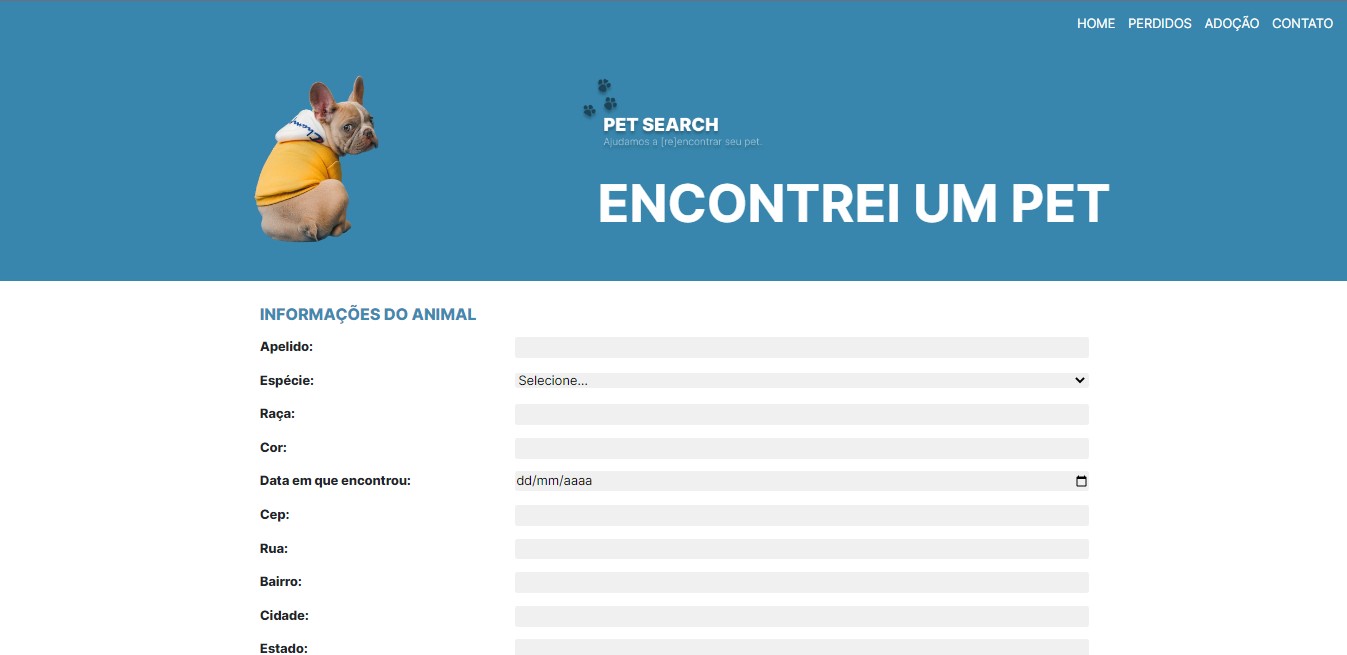 HOME PERDIDOS ADOÇÃO CONTATO
PET SEARCH
Ajudamos a [re]encontrar seu pet.
ENCONTREI UM PET
INFORMAÇÕES DO ANIMAL
Apelido:
Espécie: Selecione...
Raça:
Cor:
Data em que encontrou: dd/mm/aaaa
Cep:
Rua:
Bairro:
Cidade:
Estado: